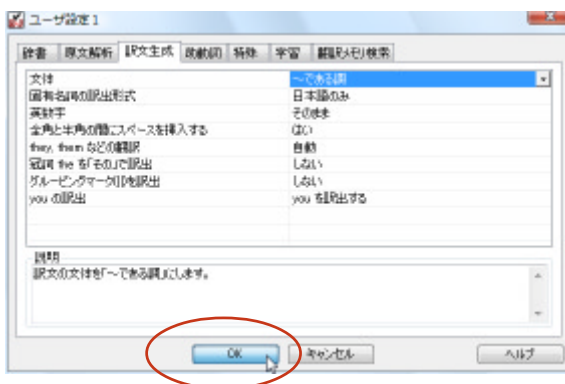 ユーザ設定1
辞書 原文解析 訳文生成 助動詞 特殊 学習 翻訳メモリ検索
文体 ～である調
固有名詞の訳出形式 日本語のみ
英数字 そのまま
全角と半角の間にスペースを挿入する はい
they, them などの翻訳 自動
冠詞 the を「その」で訳出 しない
グルーピングマーク()を訳出 しない
you の訳出 you を訳出する
説明
訳文の文体を「～である調」にします。
OK キャンセル ヘルプ